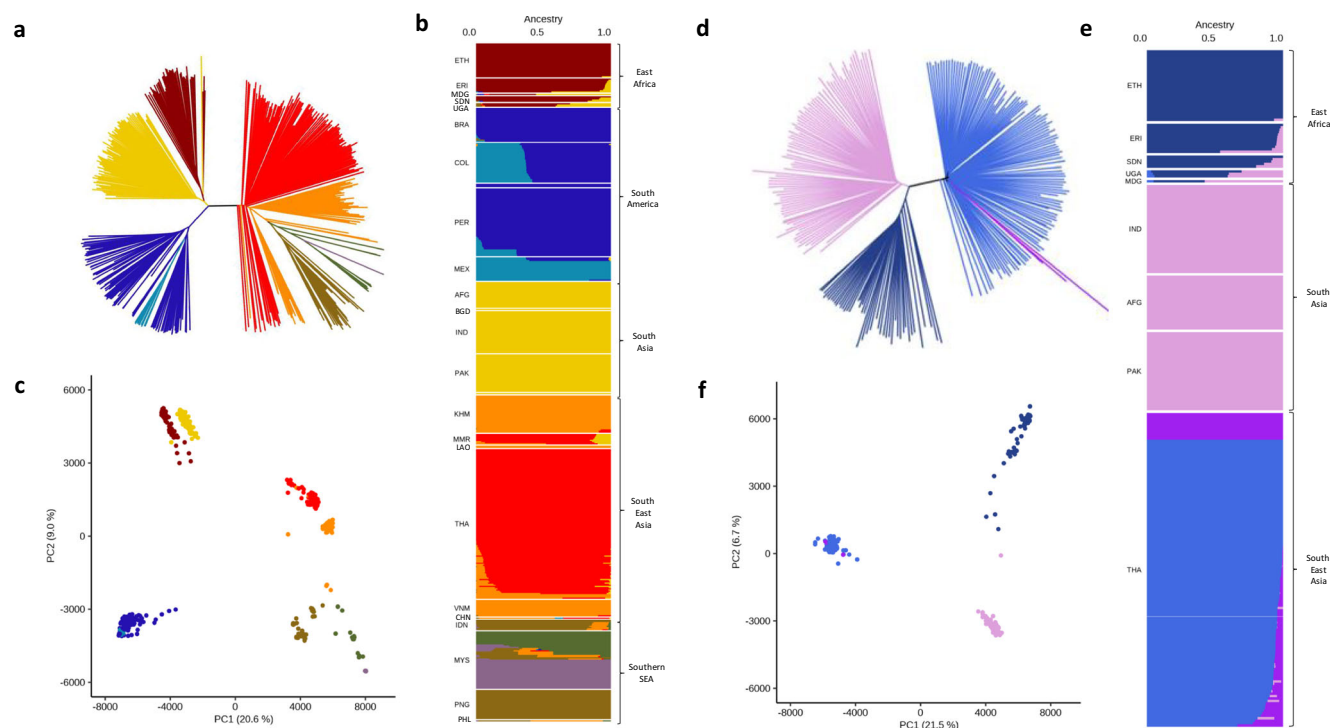 a
b
Ancestry
0.0
0.5
1.0
ETH
ERI
MDG
SDN
UGA
BRA
COL
PER
MEX
AFG
BGD
IND
PAK
KHM
MMR
LAO
THA
VNM
CHN
IDN
MYS
PNG
PHL
East
Africa
South
America
South
Asia
South
East
Asia
Southern
SEA
c
6000
3000
0
-3000
-6000
PC2 (9.0 %)
-8000
-4000
0
4000
8000
PC1 (20.6 %)
d
e
Ancestry
0.0
0.5
1.0
ETH
ERI
SDN
UGA
MDG
IND
AFG
PAK
THA
East
Africa
South
Asia
South
East
Asia
f
6000
3000
0
-3000
-6000
PC2 (6.7 %)
-8000
-4000
0
4000
8000
PC1 (21.5 %)